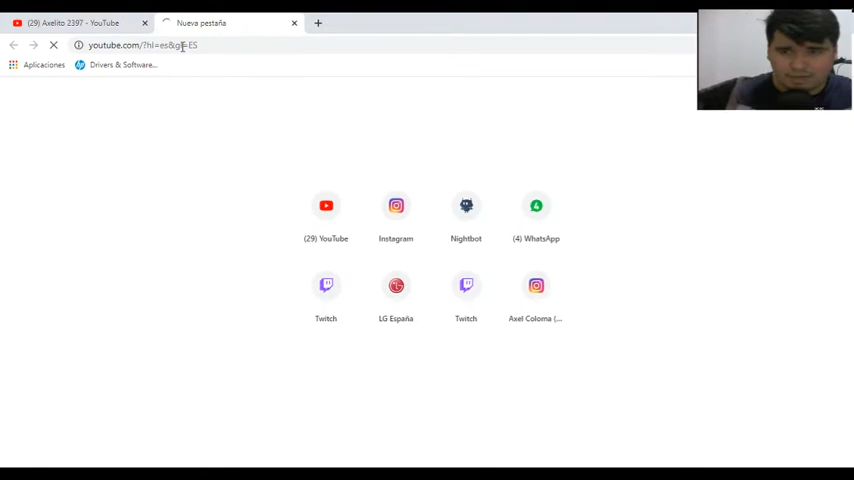 (29) Axelito 2397 - YouTube
Nueva pestaña
youtube.com/?hl=es&gl=ES
Aplicaciones
Drivers & Software...
(29) YouTube
Instagram
Nightbot
(4) WhatsApp
Twitch
LG España
Twitch
Axel Coloma (...